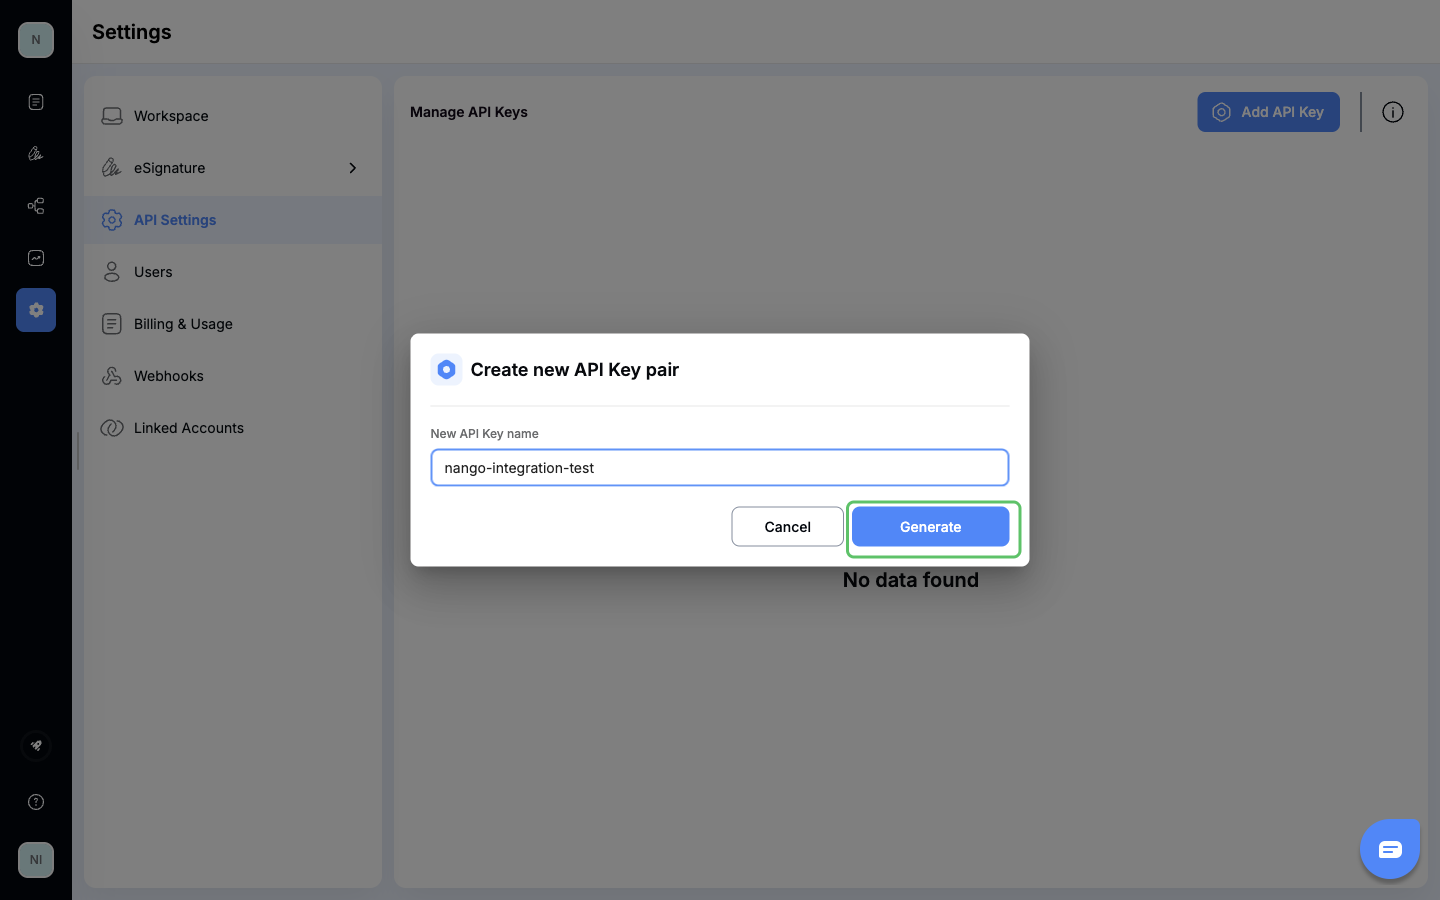 N
Settings
Workspace
eSignature
API Settings
Users
Billing & Usage
Webhooks
Linked Accounts
Manage API Keys
Add API Key
Create new API Key pair
New API Key name
nango-integration-test
Cancel
Generate
No data found
NI